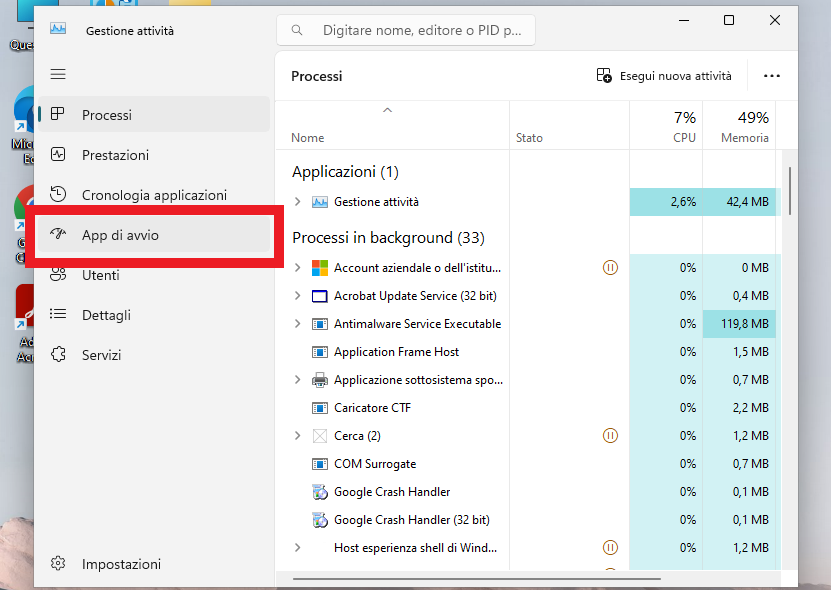 Gestione attività
Digitare nome, editore o PID p...
Processi
Esegui nuova attività
Processi
Prestazioni
Cronologia applicazioni
App di avvio
Utenti
Dettagli
Servizi
Impostazioni
7% 49%
Nome Stato CPU Memoria
Applicazioni (1)
Gestione attività 2,6% 42,4 MB
Processi in background (33)
Account aziendale o dell'istitu... 0% 0 MB
Acrobat Update Service (32 bit) 0% 0,4 MB
Antimalware Service Executable 0% 119,8 MB
Application Frame Host 0% 1,5 MB
Applicazione sottosistema spo... 0% 0,7 MB
Caricatore CTF 0% 2,2 MB
Cerca (2) 0% 1,2 MB
COM Surrogate 0% 0,7 MB
Google Crash Handler 0% 0,1 MB
Google Crash Handler (32 bit) 0% 0,1 MB
Host esperienza shell di Wind... 0% 1,2 MB